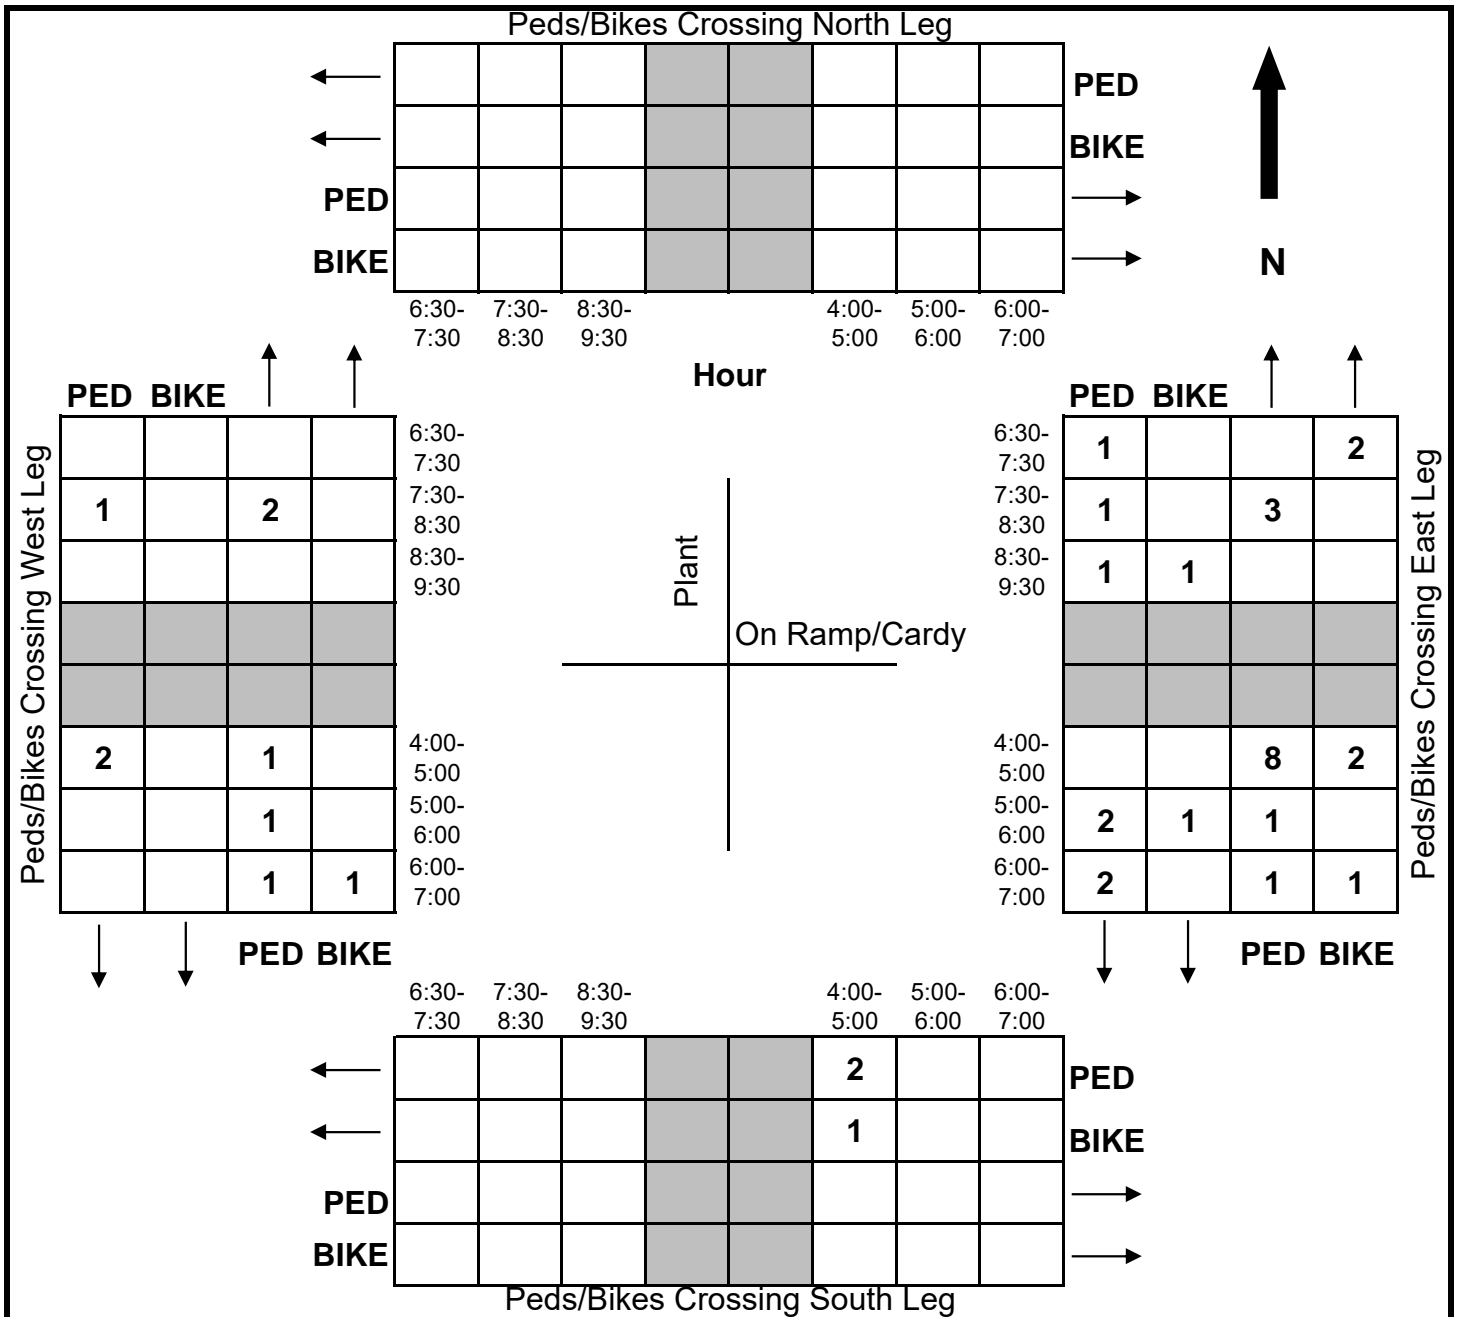 Peds/Bikes Crossing North Leg
PED
BIKE
PED
BIKE
N
6:30-
7:30
7:30-
8:30
8:30-
9:30
4:00-
5:00
5:00-
6:00
6:00-
7:00
Hour
Peds/Bikes Crossing West Leg
PED BIKE
6:30-
7:30
1 2
7:30-
8:30
8:30-
9:30
2 1
4:00-
5:00
1
5:00-
6:00
1 1
6:00-
7:00
PED BIKE
Plant
On Ramp/Cardy
PED BIKE
6:30-
7:30
1 2
7:30-
8:30
1 3
8:30-
9:30
1 1
4:00-
5:00
8 2
5:00-
6:00
2 1 1
6:00-
7:00
2 1 1
PED BIKE
Peds/Bikes Crossing East Leg
6:30-
7:30
7:30-
8:30
8:30-
9:30
4:00-
5:00
5:00-
6:00
6:00-
7:00
2
PED
1
BIKE
PED
BIKE
Peds/Bikes Crossing South Leg